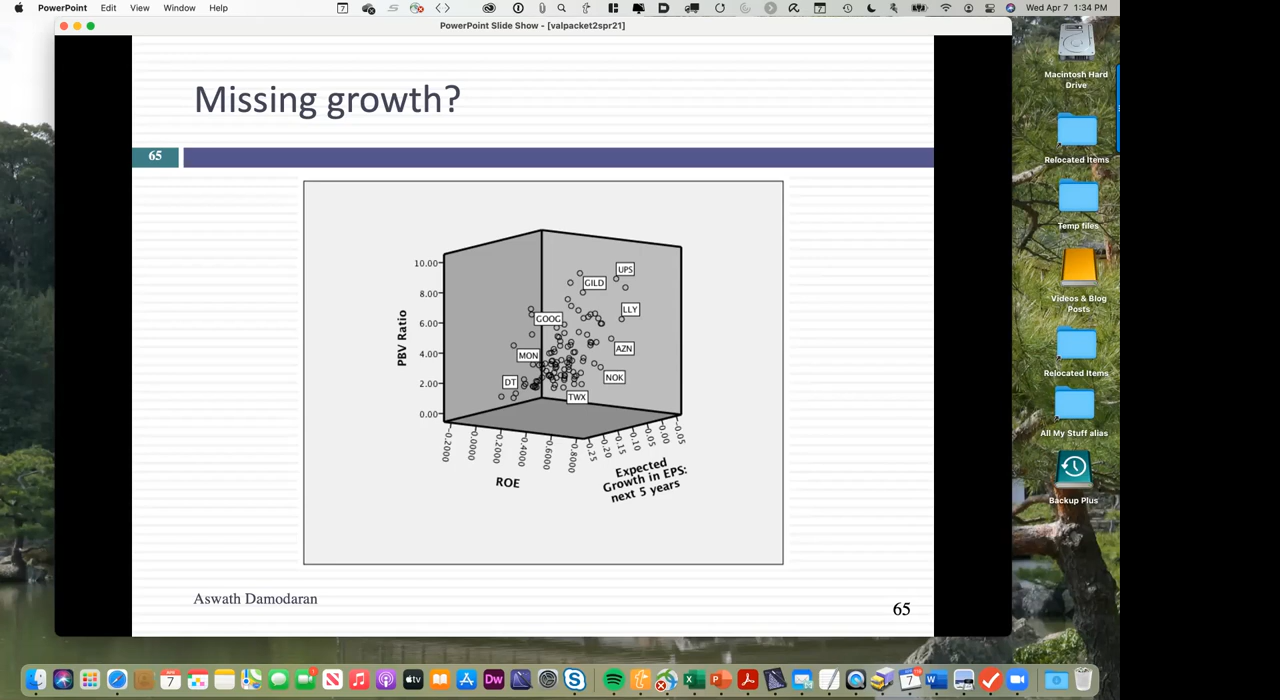 PowerPoint Edit View Window Help
7
Wed Apr 7 1:34 PM
PowerPoint Slide Show - [valpacket2spr21]
Missing growth?
65
10.00
8.00
6.00
4.00
2.00
0.00
PBV Ratio
UPS
GILD
LLY
GOOG
AZN
MON
NOK
DT
TWX
-0.2000
0.0000
0.2000
0.4000
0.6000
0.8000
ROE
0.25
0.20
0.15
0.10
0.05
0.00
-0.05
Expected
Growth in EPS:
next 5 years
Aswath Damodaran
65
Macintosh Hard
Drive
Relocated Items
Temp files
Videos & Blog
Posts
Relocated Items
All My Stuff alias
Backup Plus
tv
Dw
7